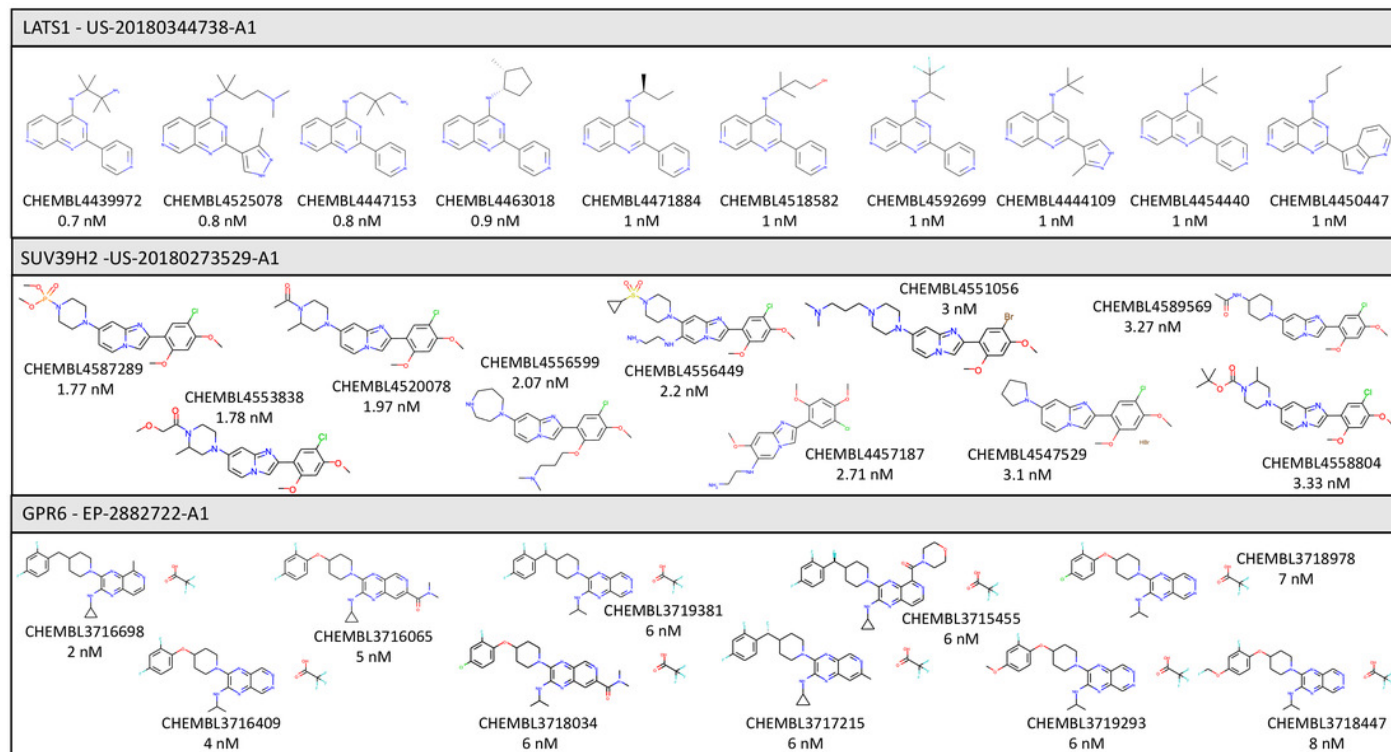 LATS1 - US-20180344738-A1
CHEMBL4439972
0.7 nM
CHEMBL4525078
0.8 nM
CHEMBL4447153
0.8 nM
CHEMBL4463018
0.9 nM
CHEMBL4471884
1 nM
CHEMBL4518582
1 nM
CHEMBL4592699
1 nM
CHEMBL4444109
1 nM
CHEMBL4454440
1 nM
CHEMBL4450447
1 nM
SUV39H2 -US-20180273529-A1
CHEMBL4587289
1.77 nM
CHEMBL4553838
1.78 nM
CHEMBL4520078
1.97 nM
CHEMBL4556599
2.07 nM
CHEMBL4556449
2.2 nM
CHEMBL4457187
2.71 nM
CHEMBL4551056
3 nM
CHEMBL4547529
3.1 nM
CHEMBL4589569
3.27 nM
CHEMBL4558804
3.33 nM
GPR6 - EP-2882722-A1
CHEMBL3716698
2 nM
CHEMBL3716409
4 nM
CHEMBL3716065
5 nM
CHEMBL3718034
6 nM
CHEMBL3719381
6 nM
CHEMBL3717215
6 nM
CHEMBL3715455
6 nM
CHEMBL3719293
6 nM
CHEMBL3718978
7 nM
CHEMBL3718447
8 nM